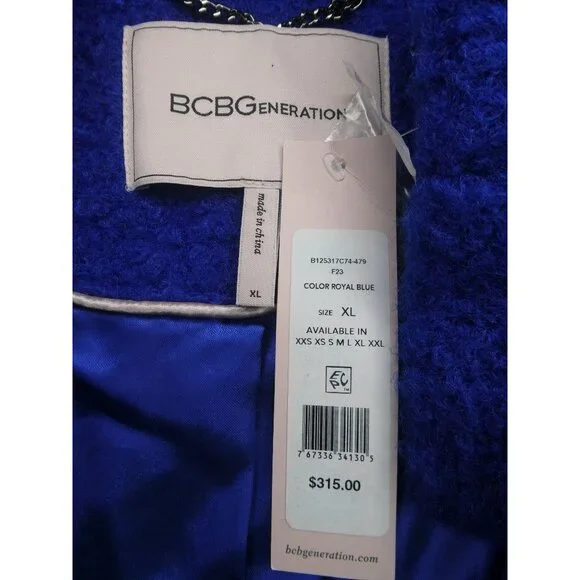 BCBGENERATION
made in china
XL
B125317C74-479
F23
COLOR ROYAL BLUE
SIZE XL
AVAILABLE IN
XXS XS S M L XL XXL
ECP™
7 67336 34130 5
$315.00
bcbgeneration.com